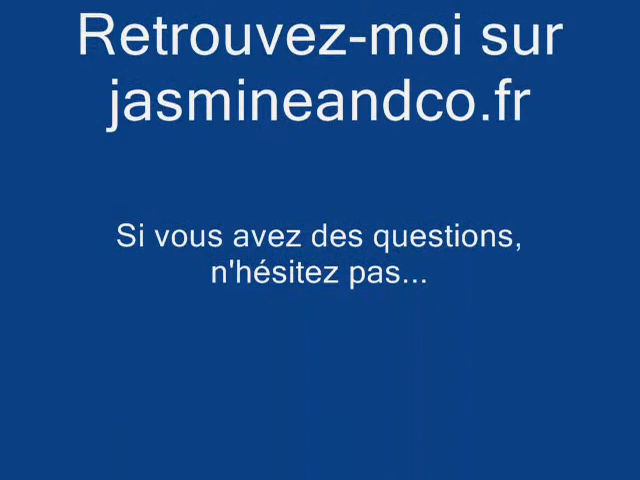 Retrouvez-moi sur
jasmineandco.fr
Si vous avez des questions,
n'hésitez pas...